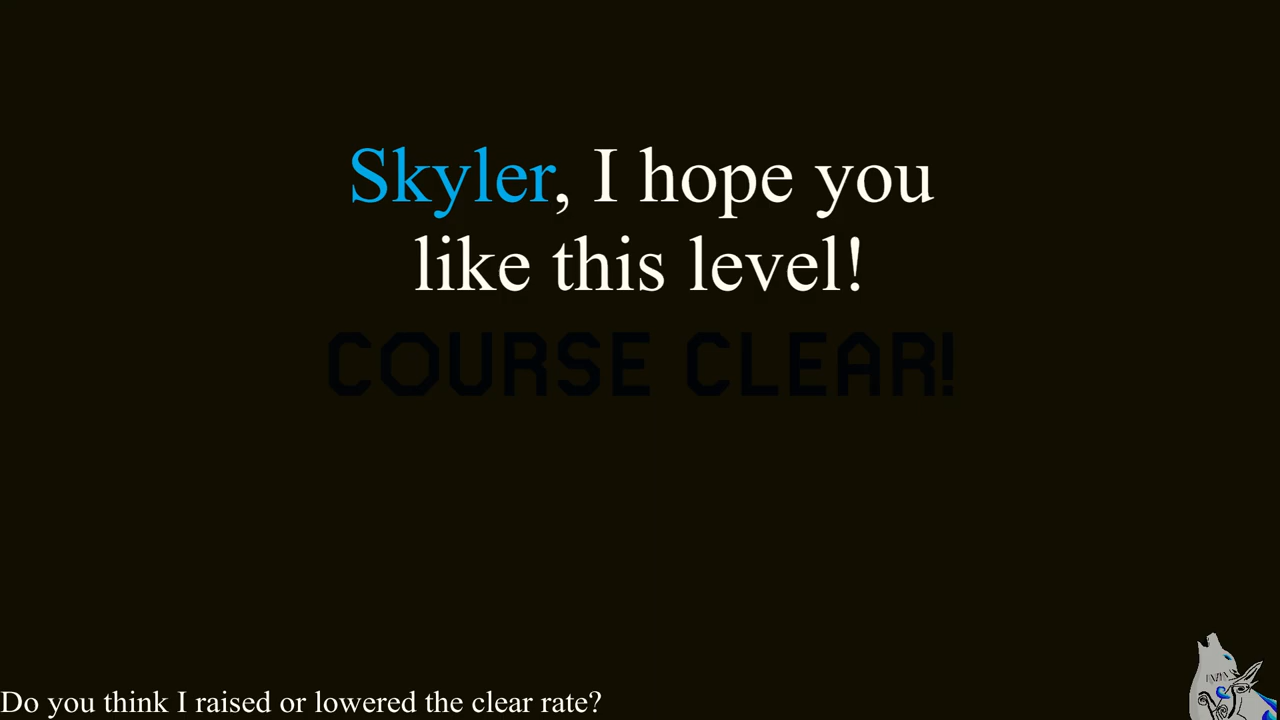 Skyler, I hope you
like this level!
COURSE CLEAR!
Do you think I raised or lowered the clear rate?